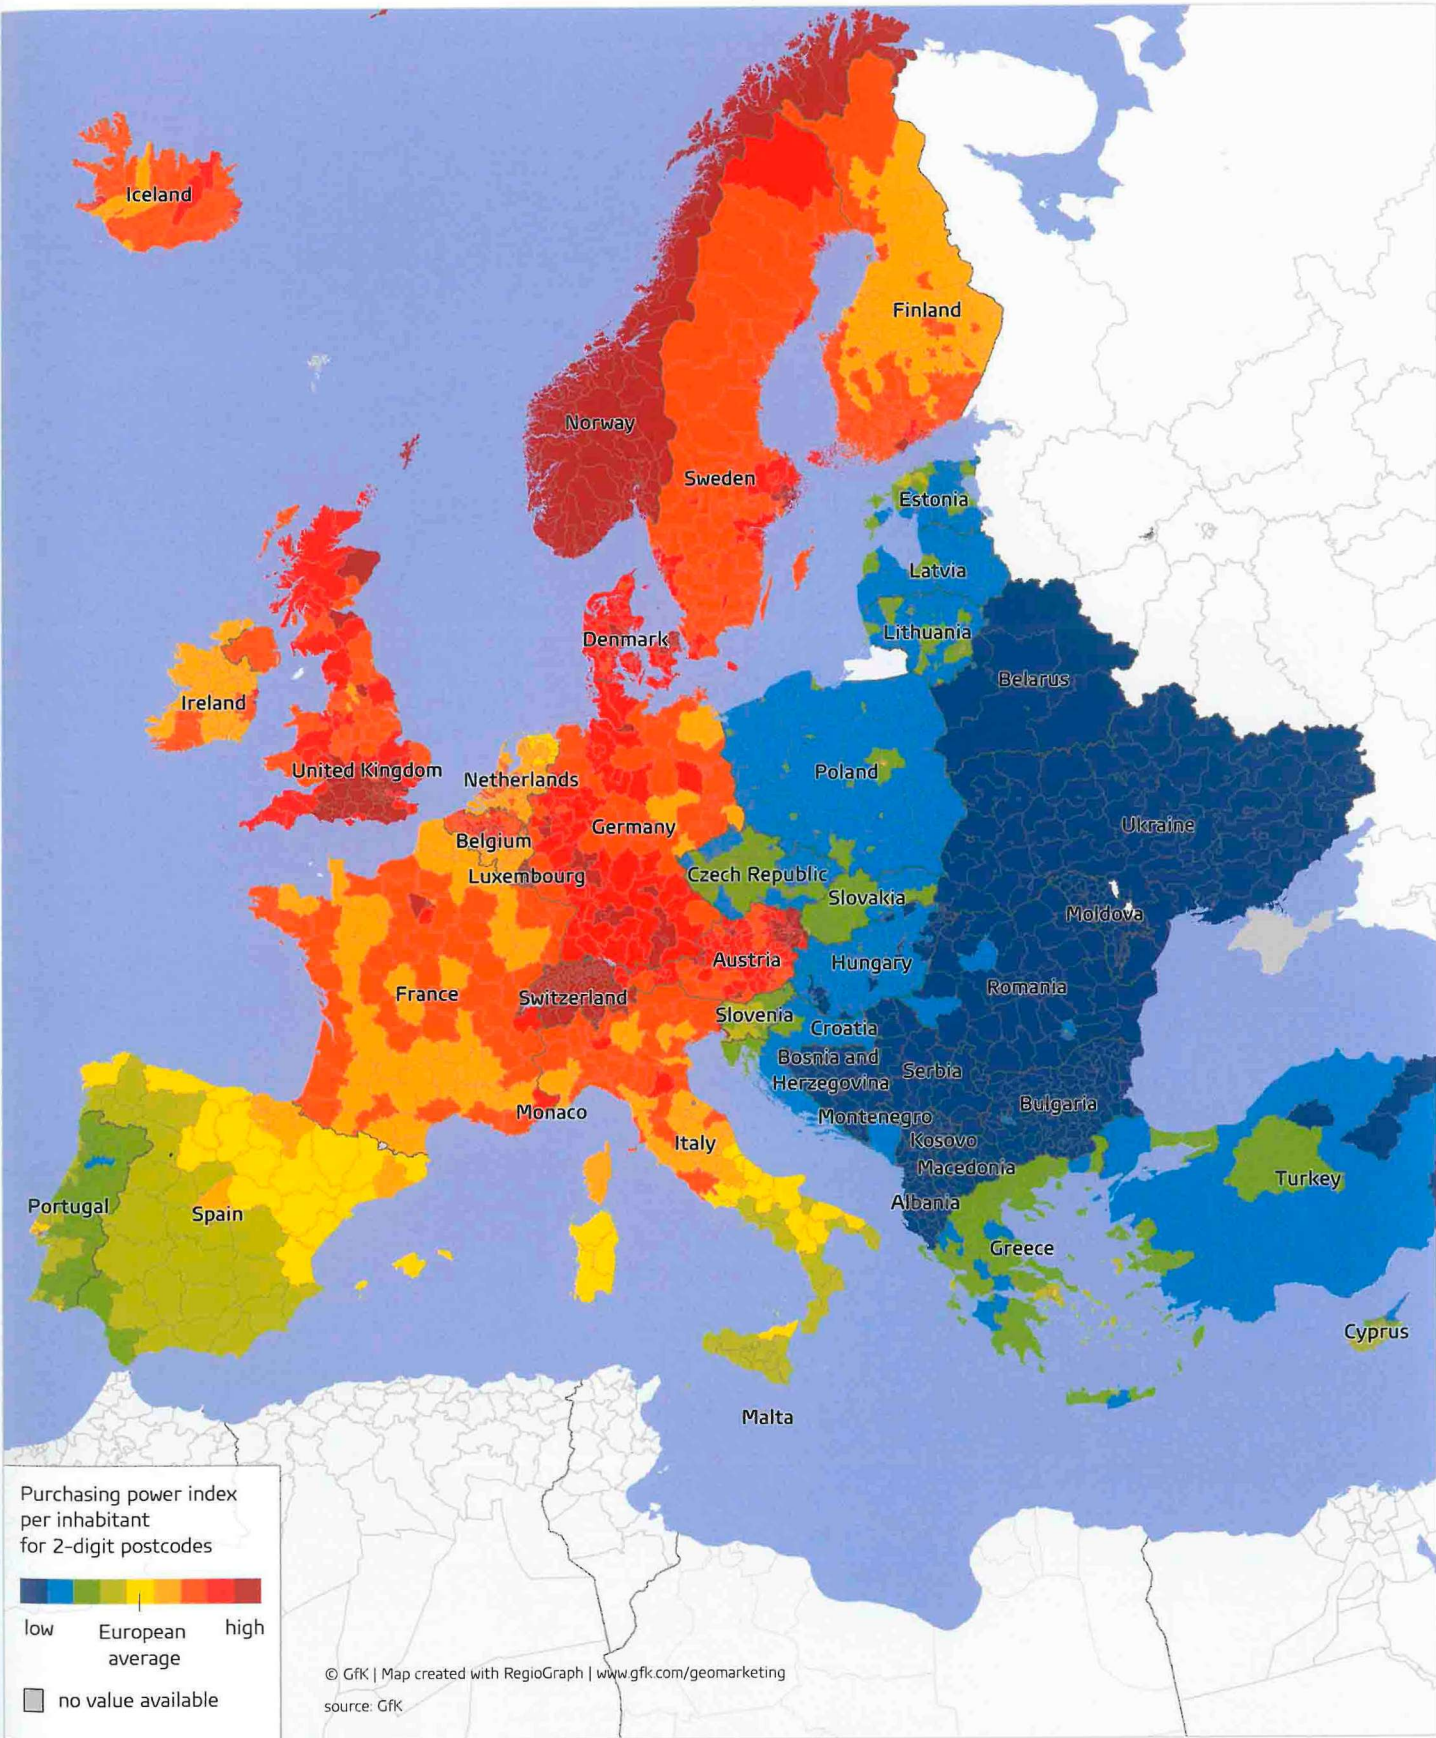 Iceland
Finland
Norway
Sweden
Estonia
Latvia
Denmark
Lithuania
Belarus
Ireland
United Kingdom
Netherlands
Poland
Germany
Ukraine
Belgium
Luxembourg
Czech Republic
Slovakia
Moldova
Austria
Hungary
France
Switzerland
Romania
Slovenia
Croatia
Bosnia and
Herzegovina
Serbia
Monaco
Bulgaria
Montenegro
Italy
Kosovo
Macedonia
Turkey
Portugal
Spain
Albania
Greece
Cyprus
Malta
Purchasing power index
per inhabitant
for 2-digit postcodes
low
European
average
high
no value available
© GfK | Map created with RegioGraph | www.gfk.com/geomarketing
source: GfK